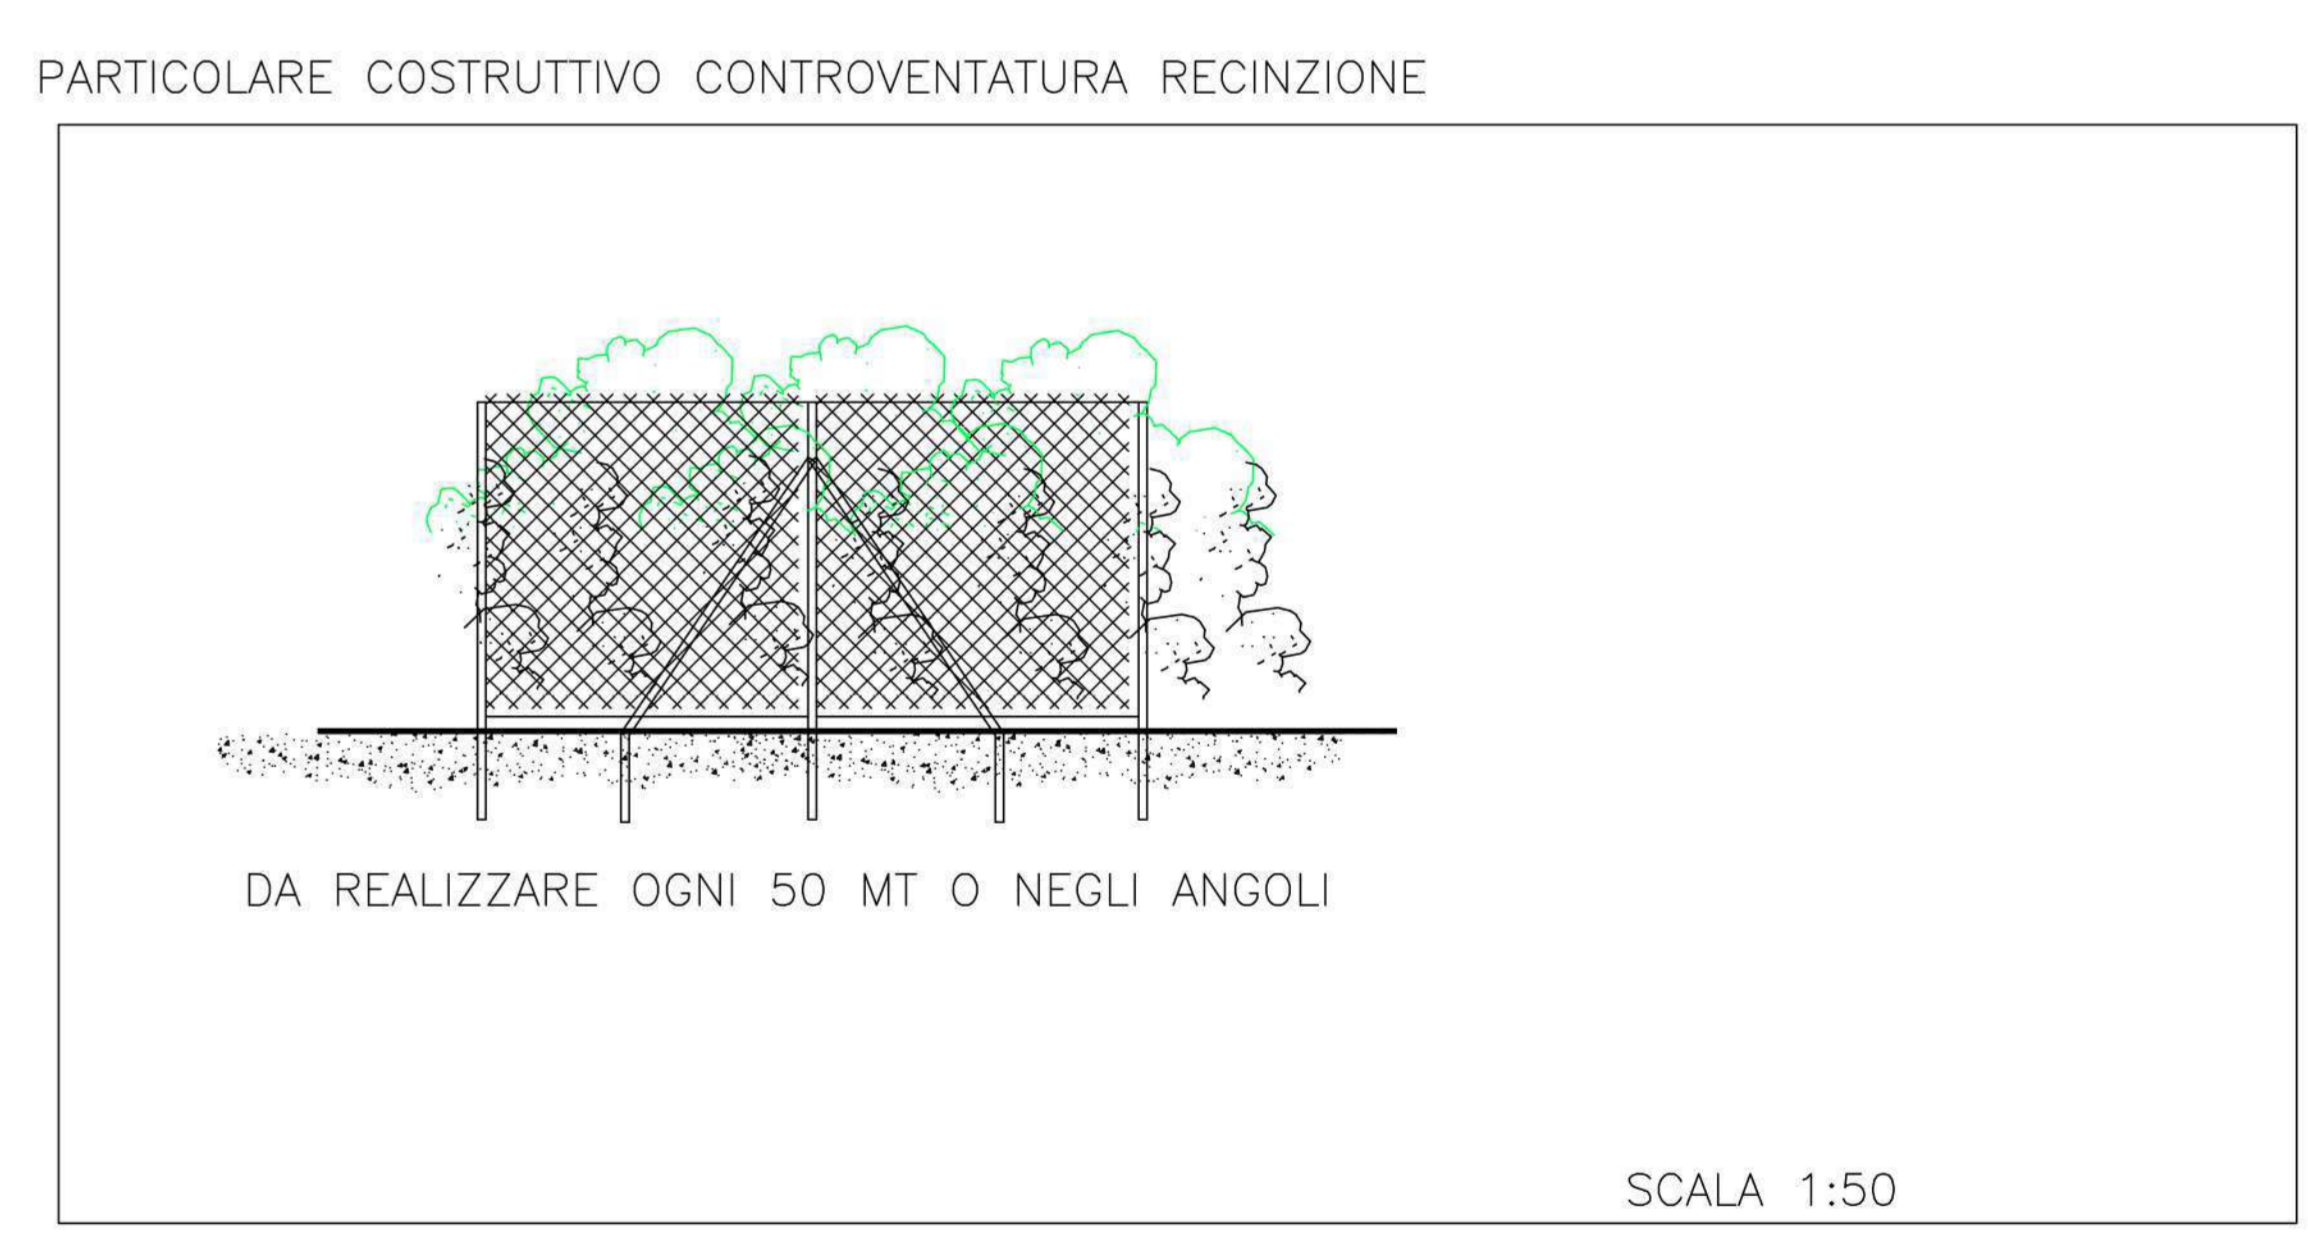 PARTICOLARE COSTRUTTIVO CONTROVENTATURA RECINZIONE
DA REALIZZARE OGNI 50 MT O NEGLI ANGOLI
SCALA 1:50